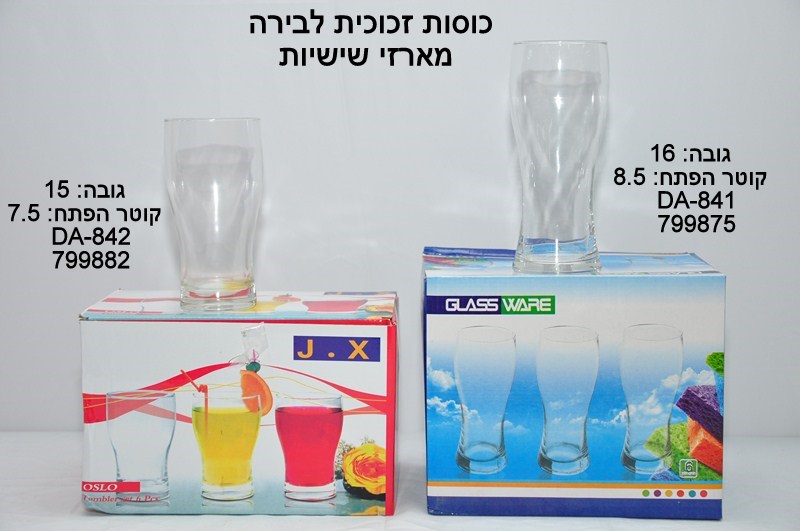 כוסות זכוכית לבירה
מארזי שישיות
גובה: 16
קוטר הפתח: 8.5
DA-841
799875
גובה: 15
קוטר הפתח: 7.5
DA-842
799882
GLASS WARE
J.X
OSLO
6